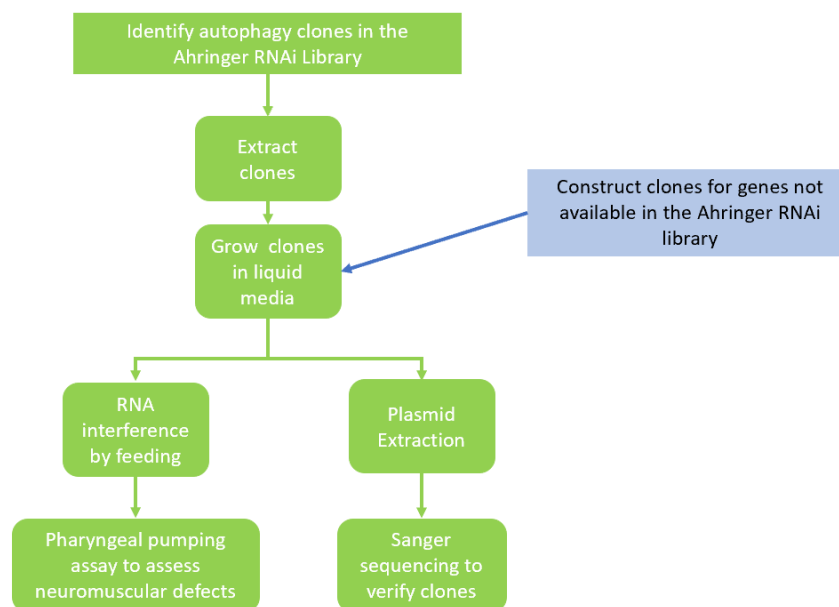 Identify autophagy clones in the
Ahringer RNAi Library
Extract
clones
Construct clones for genes not
available in the Ahringer RNAi
library
Grow clones
in liquid
media
RNA
interference
by feeding
Plasmid
Extraction
Pharyngeal pumping
assay to assess
neuromuscular defects
Sanger
sequencing to
verify clones